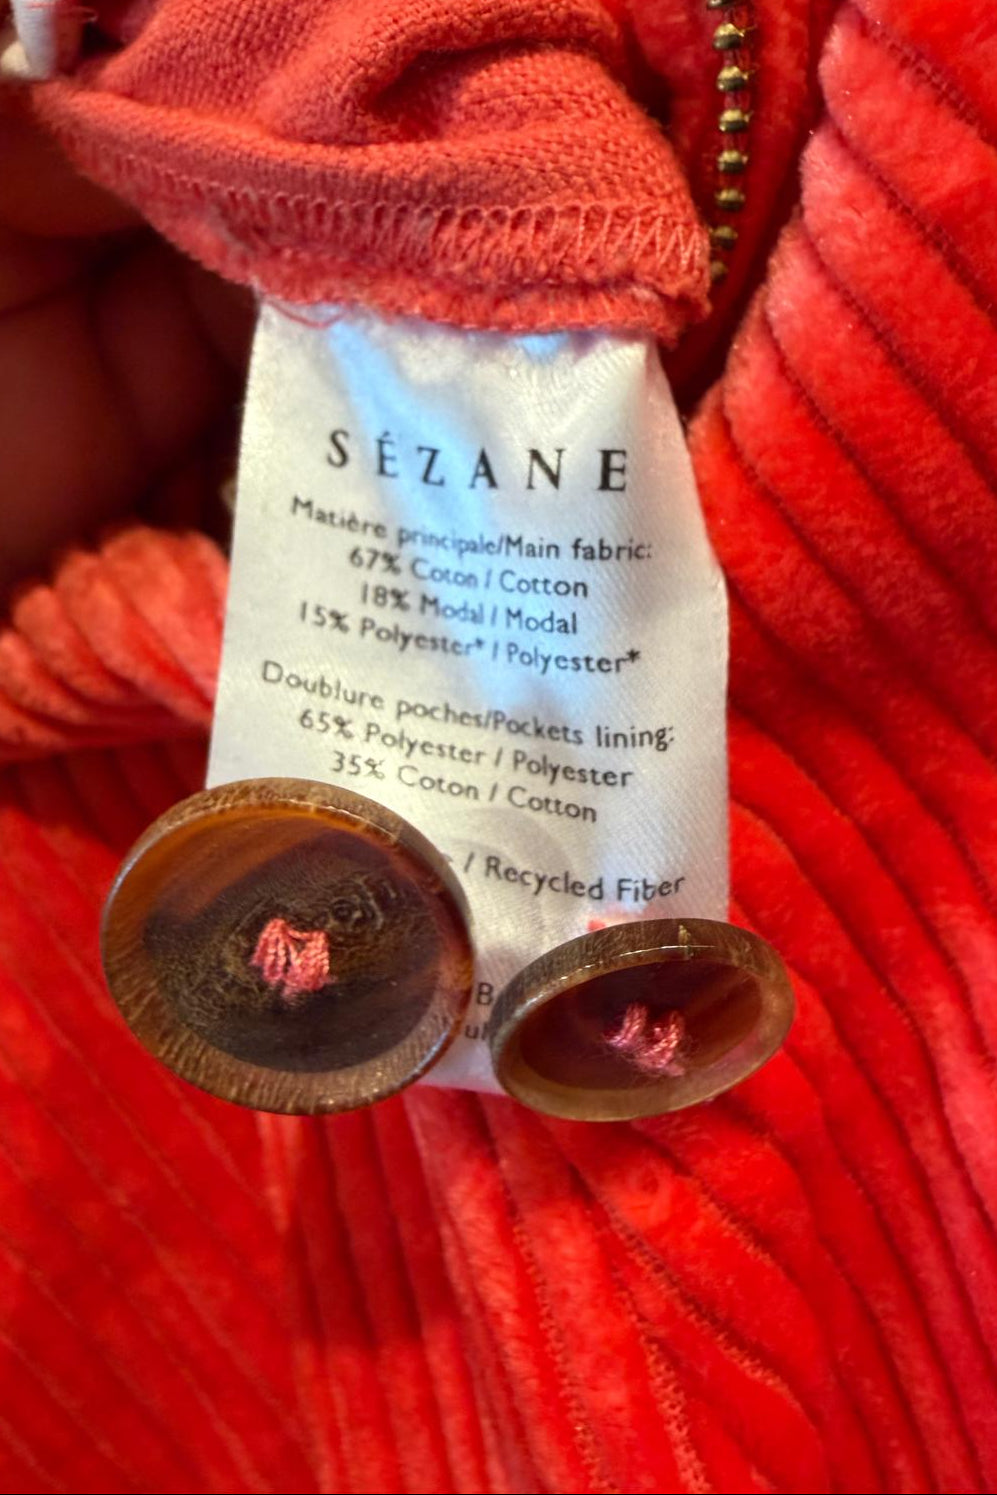 SÉZANE
Matière principale/Main fabric:
67% Coton / Cotton
18% Modal / Modal
15% Polyester* / Polyester*
Doublure poches/Pockets lining:
65% Polyester / Polyester
35% Coton / Cotton
/ Recycled Fiber